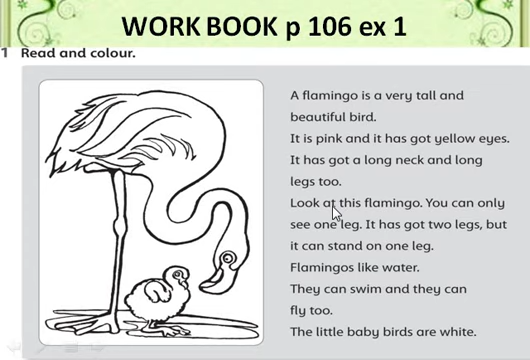 WORK BOOK p 106 ex 1
1 Read and colour.
A flamingo is a very tall and
beautiful bird.
It is pink and it has got yellow eyes.
It has got a long neck and long
legs too.
Look at this flamingo. You can only
see one leg. It has got two legs, but
it can stand on one leg.
Flamingos like water.
They can swim and they can
fly too.
The little baby birds are white.